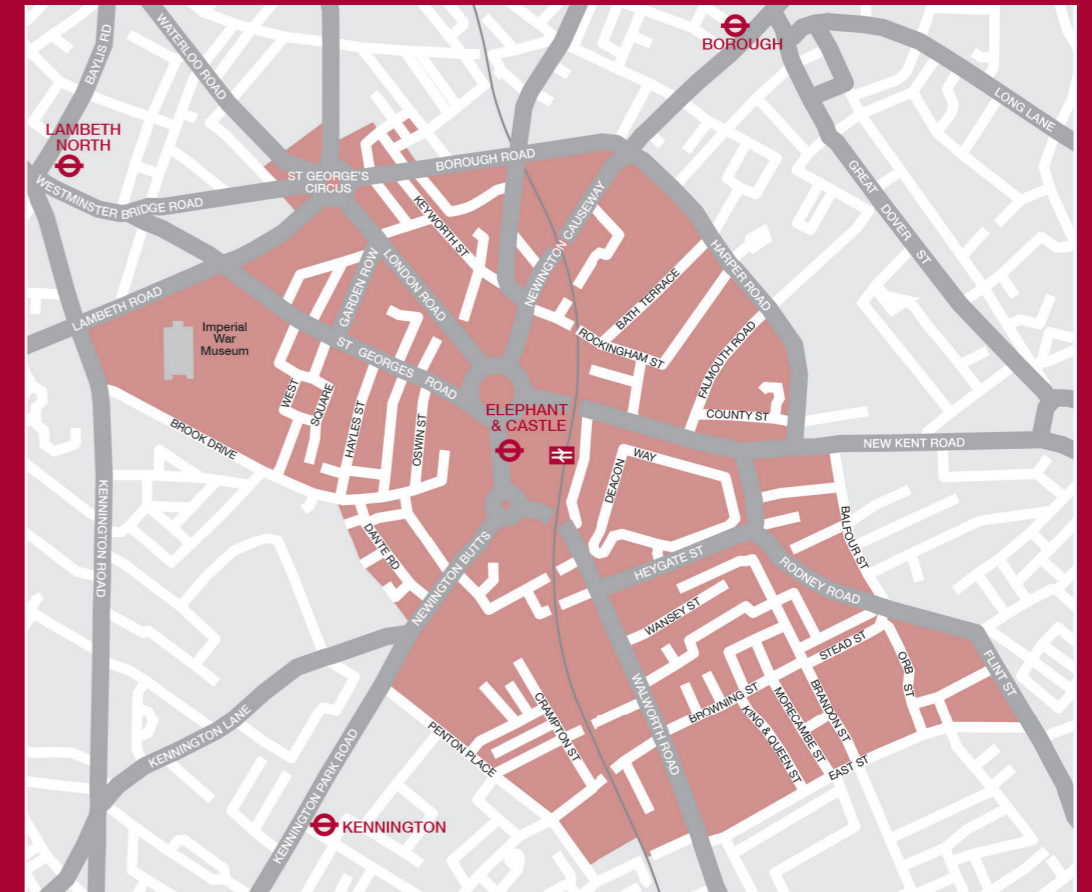 BAYLIS RD
WATERLOO ROAD
BOROUGH
LONG LANE
LAMBETH
NORTH
BOROUGH ROAD
ST GEORGE'S
CIRCUS
GREAT DOVER ST
WESTMINSTER BRIDGE ROAD
KEYWORTH ST
NEWINGTON CAUSEWAY
HARPER ROAD
LAMBETH ROAD
GARDEN ROW
LONDON ROAD
BATH TERRACE
Imperial
War
Museum
ST GEORGES ROAD
ROCKINGHAM ST
FALMOUTH ROAD
WEST
SQUARE
HAYLES ST
OSWIN ST
ELEPHANT
& CASTLE
COUNTY ST
NEW KENT ROAD
BROOK DRIVE
DEACON WAY
KENNINGTON ROAD
DANTE RD
NEWINGTON BUTTS
HEYGATE ST
BALFOUR ST
RODNEY ROAD
WANSEY ST
STEAD ST
ORB ST
FLINT ST
WALWORTH ROAD
BROWNING ST
BRANDON ST
MORECAMBE ST
KING & QUEEN ST
EAST ST
CRAMPTON ST
PENTON PLACE
KENNINGTON LANE
KENNINGTON PARK ROAD
KENNINGTON